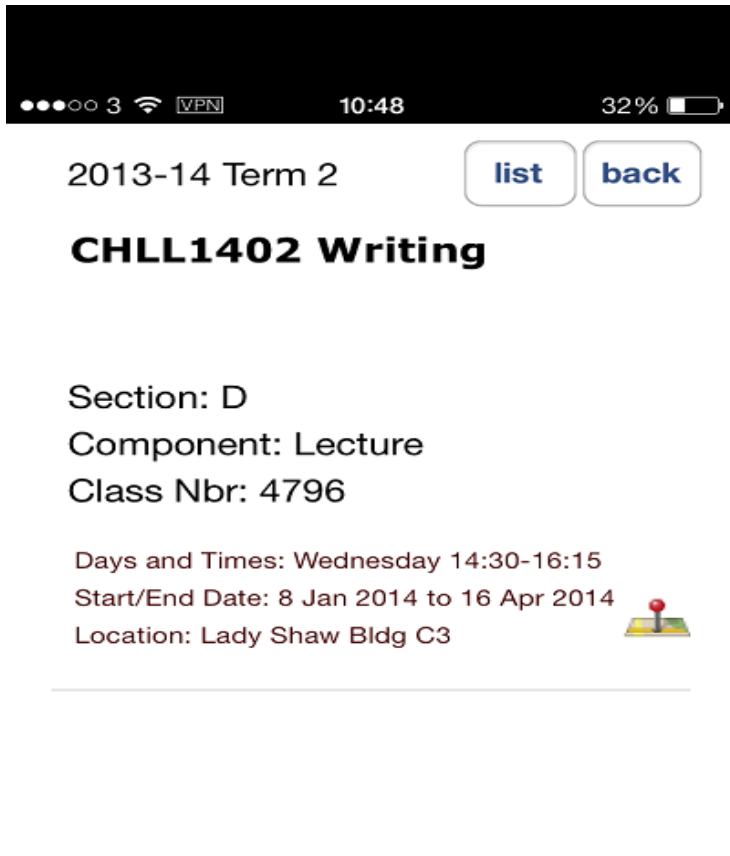 3 VPN 10:48 32%
2013-14 Term 2 list back
CHLL1402 Writing
Section: D
Component: Lecture
Class Nbr: 4796
Days and Times: Wednesday 14:30-16:15
Start/End Date: 8 Jan 2014 to 16 Apr 2014
Location: Lady Shaw Bldg C3